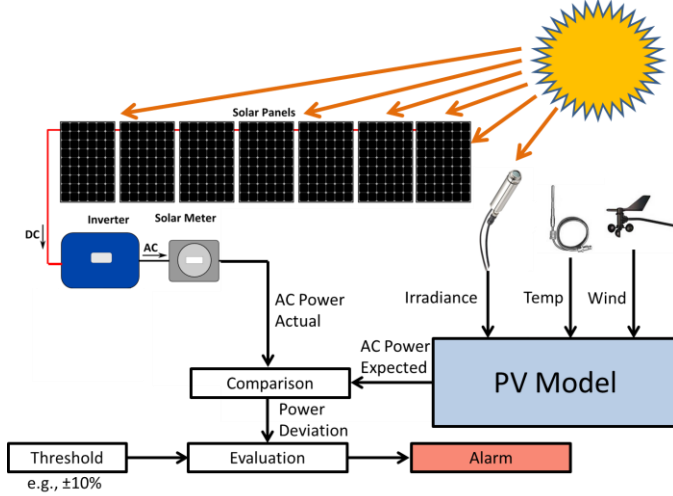 Solar Panels
Inverter
Solar Meter
DC
AC
AC Power
Actual
Irradiance
Temp
Wind
AC Power
Expected
PV Model
Comparison
Power
Deviation
Threshold
Evaluation
Alarm
e.g., ±10%